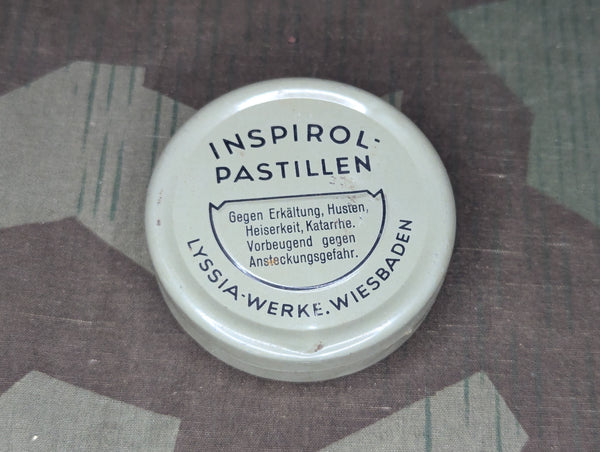 INSPIROL-
PASTILLEN
Gegen Erkältung, Husten,
Heiserkeit, Katarrhe.
Vorbeugend gegen
Ansteckungsgefahr.
LYSSIA-WERKE. WIESBADEN